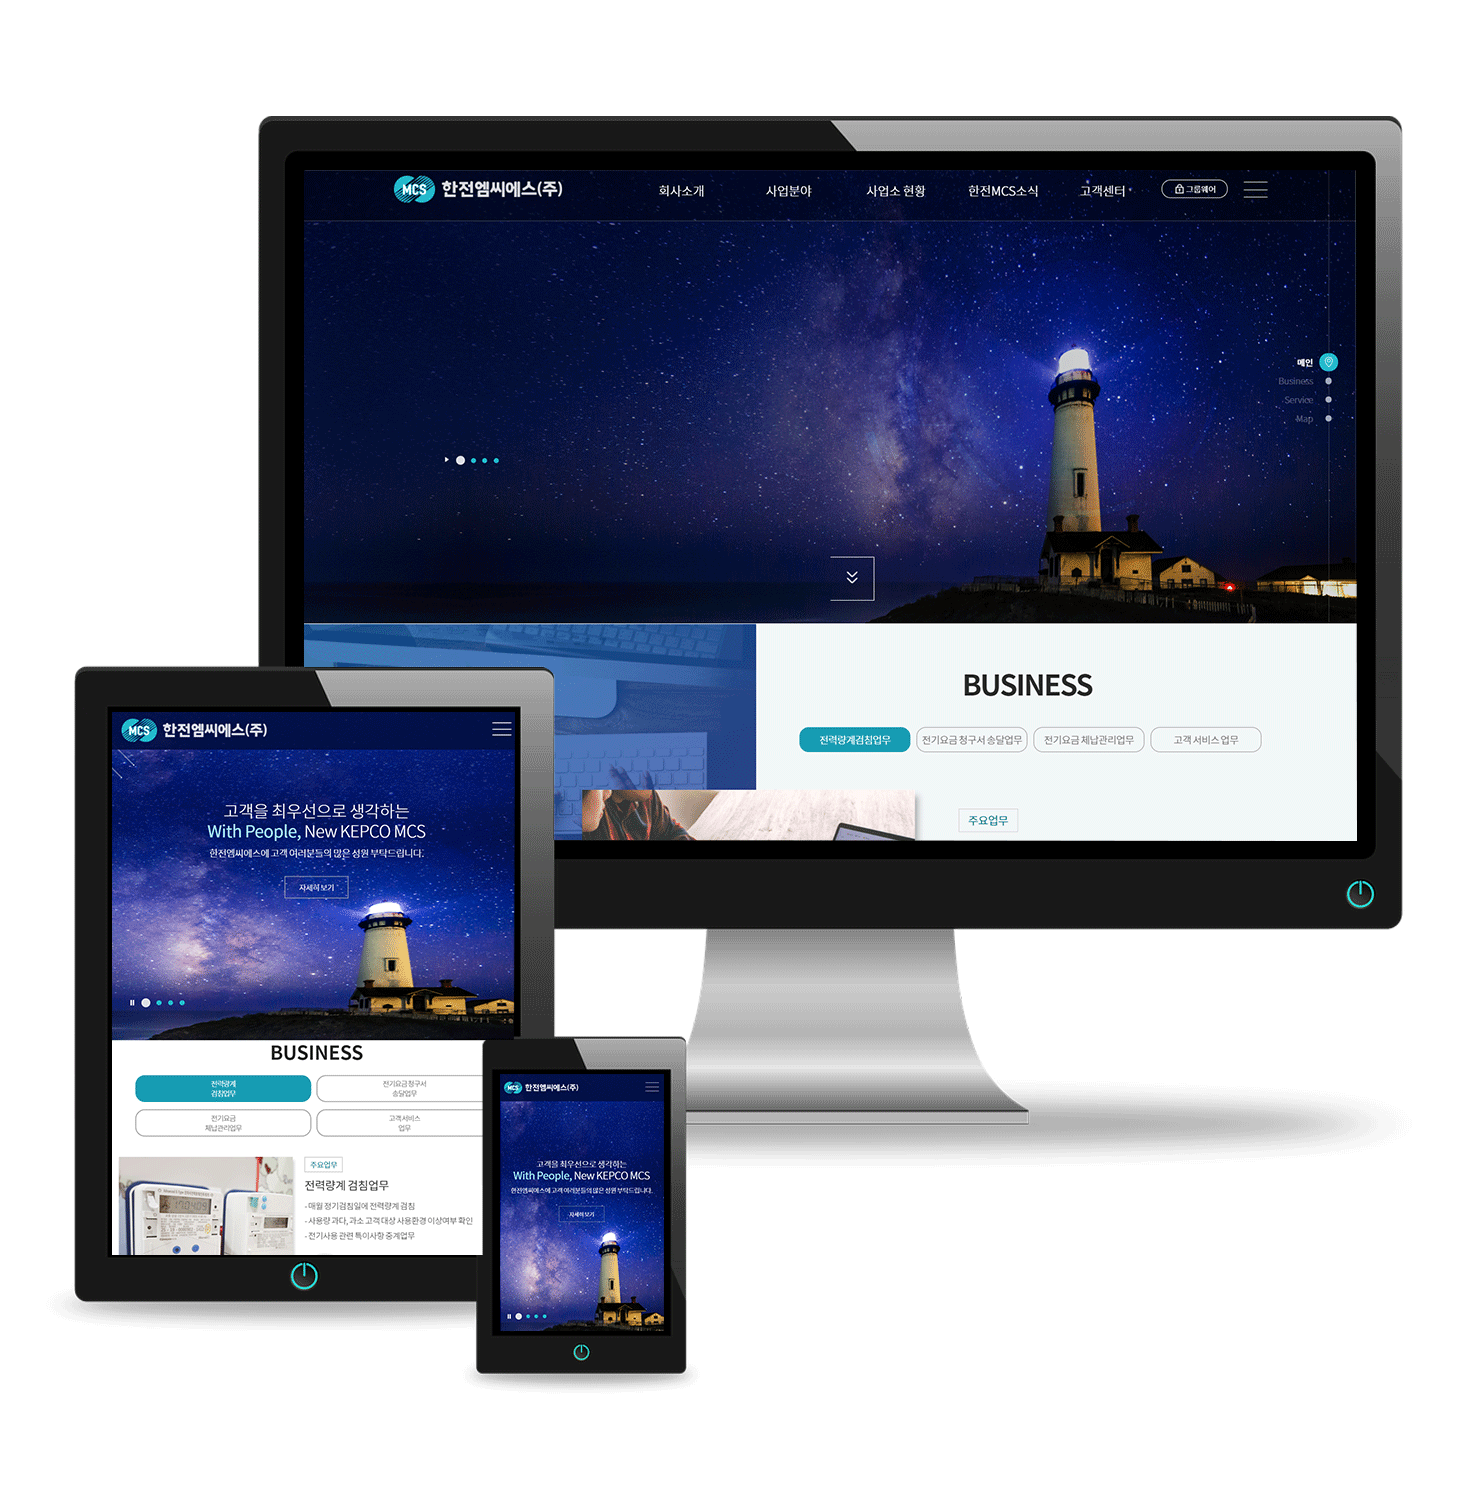 MCS 한전엠씨에스(주)
회사소개 사업분야 사업소 현황 한전MCS소식 고객센터 그룹웨어
메인
Business
Service
Map
BUSINESS
전력량계검침업무 전기요금 청구서 송달업무 전기요금 체납관리업무 고객 서비스 업무
주요업무
MCS 한전엠씨에스(주)
고객을 최우선으로 생각하는
With People, New KEPCO MCS
한전엠씨에스에 고객 여러분들의 많은 성원 부탁드립니다.
자세히 보기
BUSINESS
전력량계
검침업무
전기요금청구서
송달업무
전기요금
체납관리업무
고객 서비스
업무
주요업무
전력량계 검침업무
- 매월 정기검침일에 전력량계 검침
- 사용량 과다, 과소 고객 대상 사용환경 이상여부 확인
- 전기사용 관련 특이사항 중계업무
MCS 한전엠씨에스(주)
고객을 최우선으로 생각하는
With People, New KEPCO MCS
한전엠씨에스에 고객 여러분들의 많은 성원 부탁드립니다.
자세히 보기